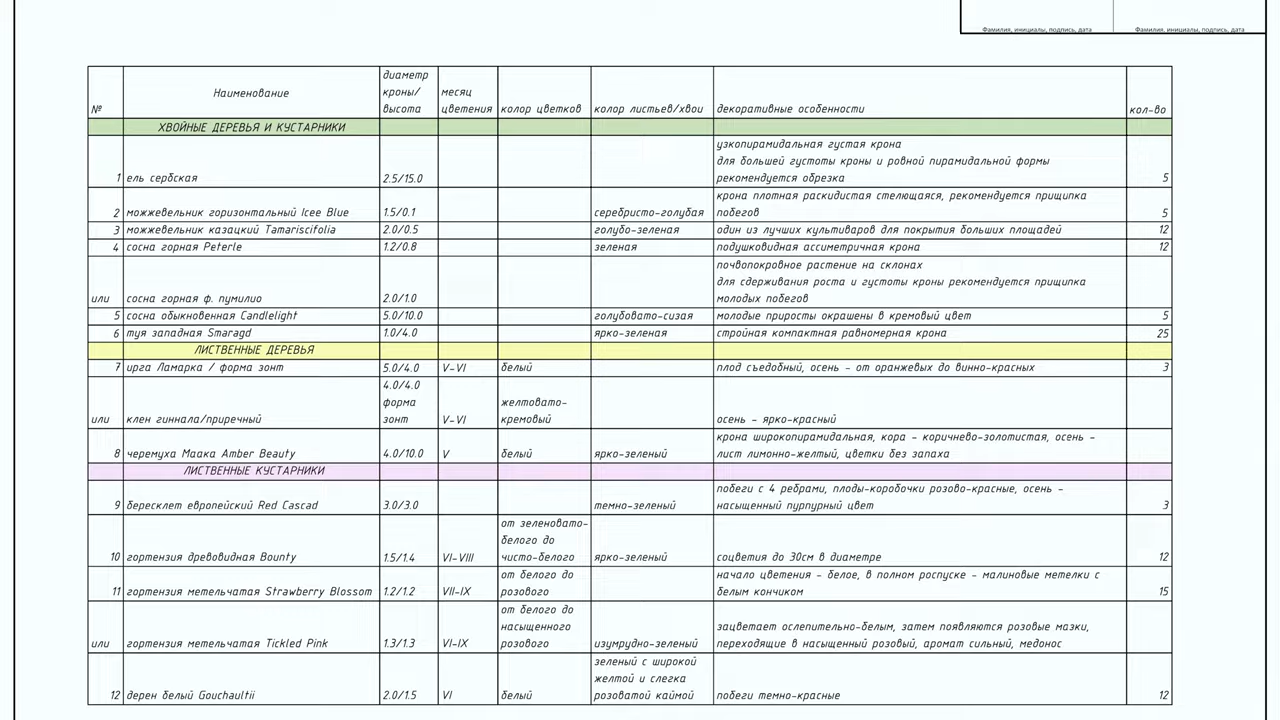 Фамилия, инициалы, подпись, дата Фамилия, инициалы, подпись, дата
№ Наименование диаметр кроны/ высота месяц цветения колор цветков колор листьев/хвои декоративные особенности кол-во
ХВОЙНЫЕ ДЕРЕВЬЯ И КУСТАРНИКИ
узкопирамидальная густая крона
для большей густоты кроны и ровной пирамидальной формы
1 ель сербская 2.5/15.0 рекомендуется обрезка 5
крона плотная раскидистая стелющаяся, рекомендуется прищипка
2 можжевельник горизонтальный Icee Blue 1.5/0.1 серебристо-голубая побегов 5
3 можжевельник казацкий Tamariscifolia 2.0/0.5 голубо-зеленая один из лучших культиваров для покрытия больших площадей 12
4 сосна горная Peterle 1.2/0.8 зеленая подушковидная ассиметричная крона 12
почвопокровное растение на склонах
для сдерживания роста и густоты кроны рекомендуется прищипка
или сосна горная ф. пумилио 2.0/1.0 молодых побегов
5 сосна обыкновенная Candlelight 5.0/10.0 голубовато-сизая молодые приросты окрашены в кремовый цвет 5
6 туя западная Smaragd 1.0/4.0 ярко-зеленая стройная компактная равномерная крона 25
ЛИСТВЕННЫЕ ДЕРЕВЬЯ
7 ирга Ламарка / форма зонт 5.0/4.0 V-VI белый плод съедобный, осень - от оранжевых до винно-красных 3
4.0/4.0
форма желтовато-
или клен гиннала/приречный зонт V-VI кремовый осень - ярко-красный
крона широкопирамидальная, кора - коричнево-золотистая, осень -
8 черемуха Маака Amber Beauty 4.0/10.0 V белый ярко-зеленый лист лимонно-желтый, цветки без запаха
ЛИСТВЕННЫЕ КУСТАРНИКИ
побеги с 4 ребрами, плоды-коробочки розово-красные, осень -
9 бересклет европейский Red Cascad 3.0/3.0 темно-зеленый насыщенный пурпурный цвет 3
от зеленовато-
белого до
10 гортензия древовидная Bounty 1.5/1.4 VI-VIII чисто-белого ярко-зеленый соцветия до 30см в диаметре 12
от белого до начало цветения - белое, в полном роспуске - малиновые метелки с
11 гортензия метельчатая Strawberry Blossom 1.2/1.2 VII-IX розового белым кончиком 15
от белого до
насыщенного зацветает ослепительно-белым, затем появляются розовые мазки,
или гортензия метельчатая Tickled Pink 1.3/1.3 VI-IX розового изумрудно-зеленый переходящие в насыщенный розовый, аромат сильный, медонос
зеленый с широкой
желтой и слегка
12 дерен белый Gouchaultii 2.0/1.5 VI белый розоватой каймой побеги темно-красные 12